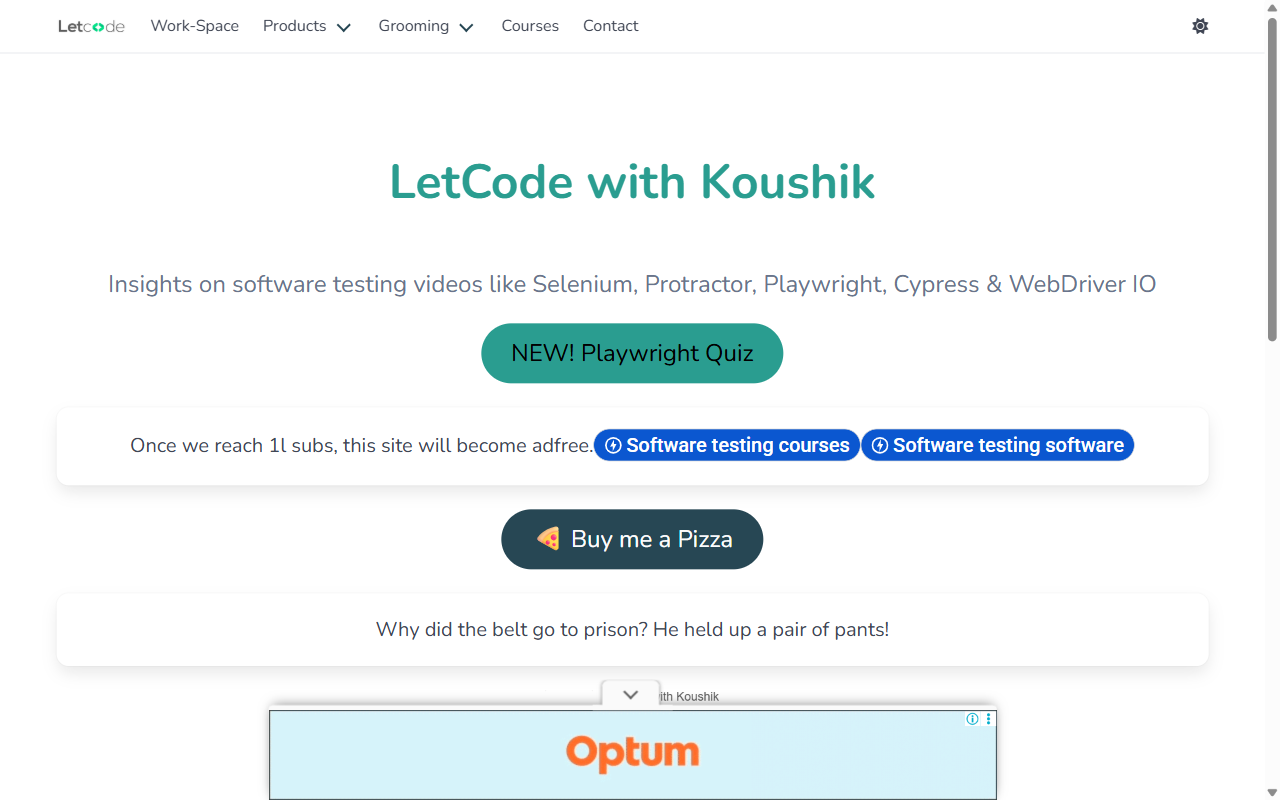 Letcode Work-Space Products Grooming Courses Contact
LetCode with Koushik
Insights on software testing videos like Selenium, Protractor, Playwright, Cypress & WebDriver IO
NEW! Playwright Quiz
Once we reach 1l subs, this site will become adfree. Software testing courses Software testing software
🍕 Buy me a Pizza
Why did the belt go to prison? He held up a pair of pants!
with Koushik
Optum